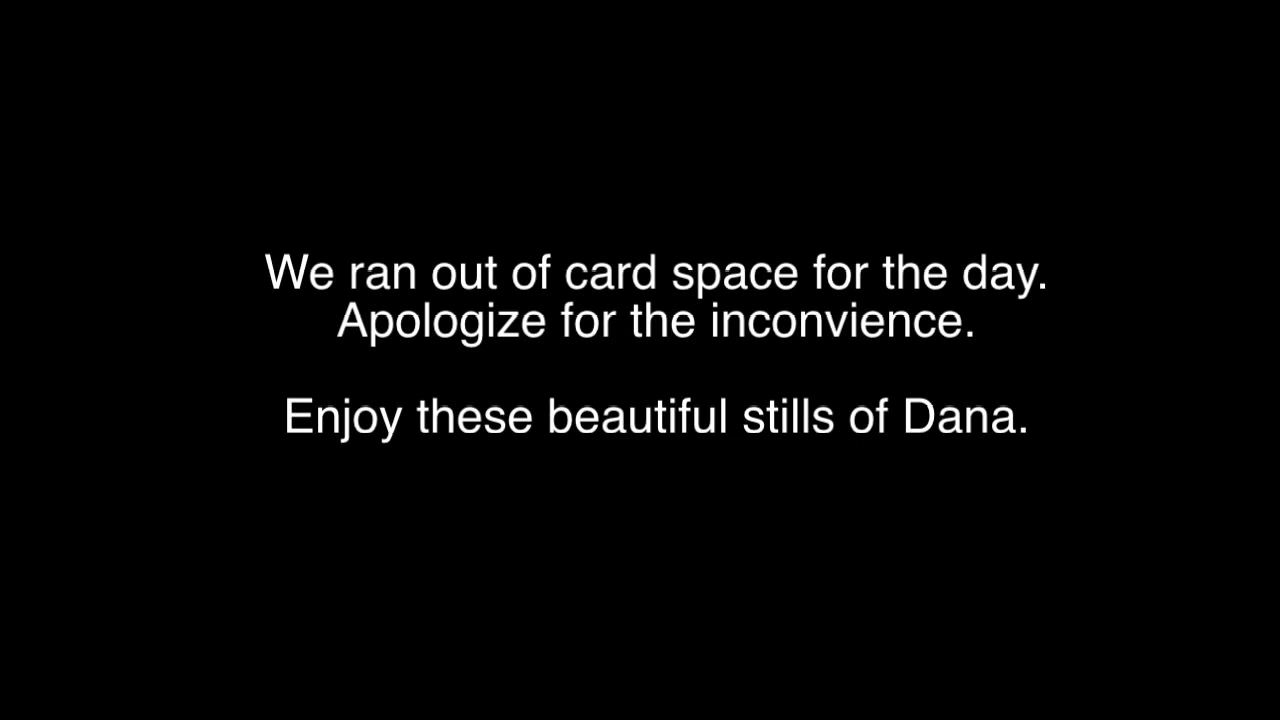 We ran out of card space for the day.
Apologize for the inconvience.
Enjoy these beautiful stills of Dana.